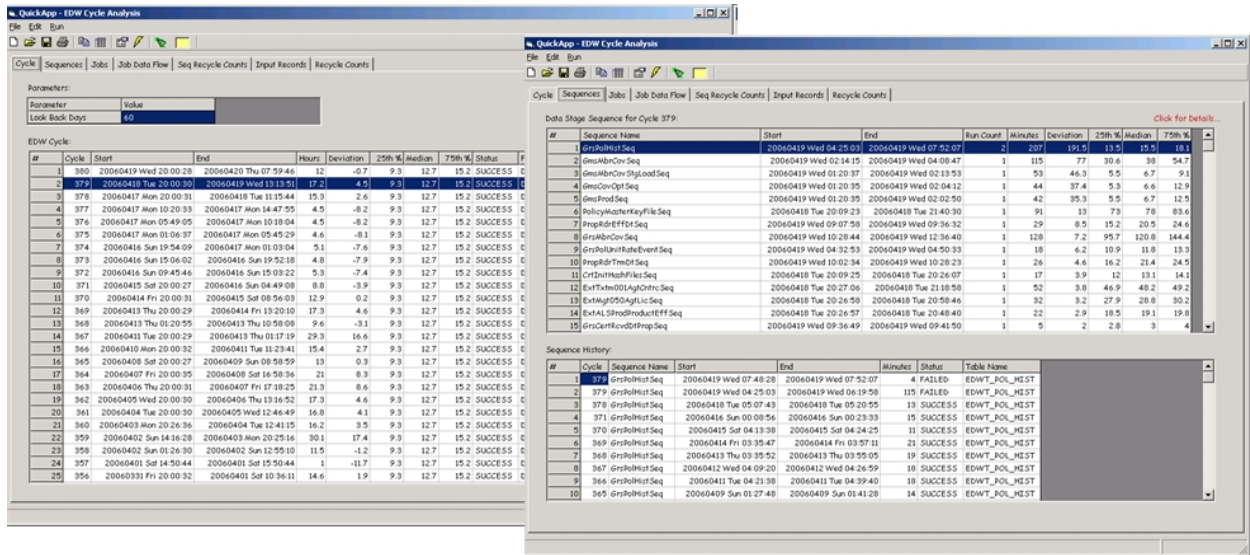 QuickApp - EDW Cycle Analysis
File Edit Run
Cycle Sequences Jobs Job Data Flow Seq Recycle Counts Input Records Recycle Counts
Parameters:
Parameter Value
Look Back Days 60
EDW Cycle:
# Cycle Start End Hours Deviation 25th % Median 75th % Status
1 380 20060419 Wed 20:00:28 20060420 Thu 07:59:46 12 -0.7 9.3 12.7 15.2 SUCCESS
2 379 20060418 Tue 20:00:30 20060419 Wed 13:13:51 17.2 4.5 9.3 12.7 15.2 SUCCESS
3 378 20060417 Mon 20:00:31 20060418 Tue 11:15:44 15.3 2.6 9.3 12.7 15.2 SUCCESS
4 377 20060417 Mon 10:20:33 20060417 Mon 14:47:55 4.5 -8.2 9.3 12.7 15.2 SUCCESS
5 376 20060417 Mon 05:49:05 20060417 Mon 10:18:04 4.5 -8.2 9.3 12.7 15.2 SUCCESS
6 375 20060417 Mon 01:06:37 20060417 Mon 05:45:29 4.6 -8.1 9.3 12.7 15.2 SUCCESS
7 374 20060416 Sun 19:54:09 20060417 Mon 01:03:04 5.1 -7.6 9.3 12.7 15.2 SUCCESS
8 373 20060416 Sun 15:06:02 20060416 Sun 19:52:18 4.8 -7.9 9.3 12.7 15.2 SUCCESS
9 372 20060416 Sun 09:45:46 20060416 Sun 15:03:22 5.3 -7.4 9.3 12.7 15.2 SUCCESS
10 371 20060415 Sat 20:00:27 20060416 Sun 04:49:08 8.8 -3.9 9.3 12.7 15.2 SUCCESS
11 370 20060414 Fri 20:00:31 20060415 Sat 08:56:03 12.9 0.2 9.3 12.7 15.2 SUCCESS
12 369 20060413 Thu 20:00:29 20060414 Fri 13:20:10 17.3 4.6 9.3 12.7 15.2 SUCCESS
13 368 20060413 Thu 01:20:55 20060413 Thu 10:58:08 9.6 -3.1 9.3 12.7 15.2 SUCCESS
14 367 20060411 Tue 20:00:29 20060413 Thu 01:17:19 29.3 16.6 9.3 12.7 15.2 SUCCESS
15 366 20060410 Mon 20:00:32 20060411 Tue 11:23:41 15.4 2.7 9.3 12.7 15.2 SUCCESS
16 365 20060408 Sat 20:00:27 20060409 Sun 08:58:59 13 0.3 9.3 12.7 15.2 SUCCESS
17 364 20060407 Fri 20:00:35 20060408 Sat 16:58:36 21 8.3 9.3 12.7 15.2 SUCCESS
18 363 20060406 Thu 20:00:31 20060407 Fri 17:18:25 21.3 8.6 9.3 12.7 15.2 SUCCESS
19 362 20060405 Wed 20:00:30 20060406 Thu 13:16:52 17.3 4.6 9.3 12.7 15.2 SUCCESS
20 361 20060404 Tue 20:00:30 20060405 Wed 12:46:49 16.8 4.1 9.3 12.7 15.2 SUCCESS
21 360 20060403 Mon 20:26:36 20060404 Tue 12:41:15 16.2 3.5 9.3 12.7 15.2 SUCCESS
22 359 20060402 Sun 14:16:28 20060403 Mon 20:25:16 30.1 17.4 9.3 12.7 15.2 SUCCESS
23 358 20060402 Sun 01:26:30 20060402 Sun 12:55:10 11.5 -1.2 9.3 12.7 15.2 SUCCESS
24 357 20060401 Sat 14:50:44 20060401 Sat 15:50:44 1 -11.7 9.3 12.7 15.2 SUCCESS
25 356 20060331 Fri 20:00:32 20060401 Sat 10:36:11 14.6 1.9 9.3 12.7 15.2 SUCCESS
QuickApp - EDW Cycle Analysis
File Edit Run
Cycle Sequences Jobs Job Data Flow Seq Recycle Counts Input Records Recycle Counts
Data Stage Sequence for Cycle 379: Click for Details...
# Sequence Name Start End Run Count Minutes Deviation 25th % Median 75th %
1 GrsPolHistSeq 20060419 Wed 04:25:03 20060419 Wed 07:52:07 2 207 191.5 13.5 15.5 18.1
2 GmsMbrCovSeq 20060419 Wed 02:14:15 20060419 Wed 04:08:47 1 115 77 30.6 38 54.7
3 GmsMbrCovStgLoadSeq 20060419 Wed 01:20:37 20060419 Wed 02:13:53 1 53 46.3 5.5 6.7 9.1
4 GmsCovOptSeq 20060419 Wed 01:20:35 20060419 Wed 02:04:12 1 44 37.4 5.3 6.6 12.9
5 GmsProdSeq 20060419 Wed 01:20:35 20060419 Wed 02:02:50 1 42 35.3 5.5 6.7 12.5
6 PolicyMasterKeyFileSeq 20060418 Tue 20:09:23 20060418 Tue 21:40:30 1 91 13 73 78 83.6
7 PropRdrEffDtSeq 20060419 Wed 09:07:58 20060419 Wed 09:36:32 1 29 8.5 15.2 20.5 24.6
8 GrsMbrCovSeq 20060419 Wed 10:28:44 20060419 Wed 12:36:40 1 128 7.2 95.7 120.8 144.4
9 GrsPolUnitRateEventSeq 20060419 Wed 04:32:53 20060419 Wed 04:50:33 1 18 6.2 10.9 11.8 13.3
10 PropRdrTrmDtSeq 20060419 Wed 10:02:34 20060419 Wed 10:28:23 1 26 4.6 16.2 21.4 24.5
11 CrtInitHashFilesSeq 20060418 Tue 20:09:25 20060418 Tue 20:26:07 1 17 3.9 12 13.1 14.1
12 ExtTxfm001AgtCntrcSeq 20060418 Tue 20:27:06 20060418 Tue 21:18:58 1 52 3.8 46.9 48.2 49.2
13 ExtMgt050AgtLicSeq 20060418 Tue 20:26:58 20060418 Tue 20:58:46 1 32 3.2 27.9 28.8 30.2
14 ExtALSProdProductEffSeq 20060418 Tue 20:26:58 20060418 Tue 20:48:40 1 22 2.9 18.5 19.1 19.8
15 GrsCertRcvdDtPropSeq 20060419 Wed 09:36:49 20060419 Wed 09:41:50 1 5 2 2.8 3 4
Sequence History:
# Cycle Sequence Name Start End Minutes Status Table Name
1 379 GrsPolHistSeq 20060419 Wed 07:48:28 20060419 Wed 07:52:07 4 FAILED EDWT_POL_HIST
2 379 GrsPolHistSeq 20060419 Wed 04:25:03 20060419 Wed 06:19:58 115 FAILED EDWT_POL_HIST
3 378 GrsPolHistSeq 20060418 Tue 05:07:43 20060418 Tue 05:20:55 13 SUCCESS EDWT_POL_HIST
4 371 GrsPolHistSeq 20060416 Sun 00:08:56 20060416 Sun 00:23:33 15 SUCCESS EDWT_POL_HIST
5 370 GrsPolHistSeq 20060415 Sat 04:13:38 20060415 Sat 04:24:25 11 SUCCESS EDWT_POL_HIST
6 369 GrsPolHistSeq 20060414 Fri 03:35:47 20060414 Fri 03:57:11 21 SUCCESS EDWT_POL_HIST
7 368 GrsPolHistSeq 20060413 Thu 03:35:52 20060413 Thu 03:55:05 19 SUCCESS EDWT_POL_HIST
8 367 GrsPolHistSeq 20060412 Wed 04:09:20 20060412 Wed 04:26:59 18 SUCCESS EDWT_POL_HIST
9 366 GrsPolHistSeq 20060411 Tue 04:21:38 20060411 Tue 04:39:40 18 SUCCESS EDWT_POL_HIST
10 365 GrsPolHistSeq 20060409 Sun 01:27:48 20060409 Sun 01:41:28 14 SUCCESS EDWT_POL_HIST